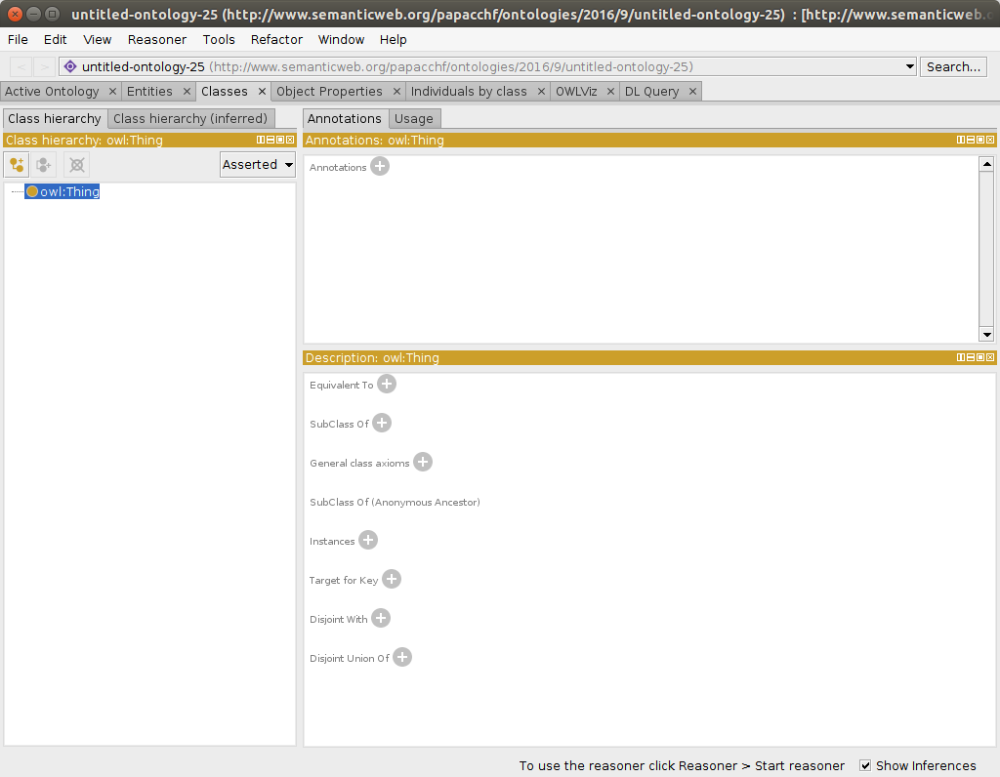 untitled-ontology-25 (http://www.semanticweb.org/papacchf/ontologies/2016/9/untitled-ontology-25) : [http://www.semanticweb.o
File Edit View Reasoner Tools Refactor Window Help
< > untitled-ontology-25 (http://www.semanticweb.org/papacchf/ontologies/2016/9/untitled-ontology-25) Search...
Active Ontology × Entities × Classes × Object Properties × Individuals by class × OWLViz × DL Query ×
Class hierarchy Class hierarchy (inferred)
Class hierarchy: owl:Thing
Asserted
owl:Thing
Annotations Usage
Annotations: owl:Thing
Annotations
Description: owl:Thing
Equivalent To
SubClass Of
General class axioms
SubClass Of (Anonymous Ancestor)
Instances
Target for Key
Disjoint With
Disjoint Union Of
To use the reasoner click Reasoner > Start reasoner Show Inferences